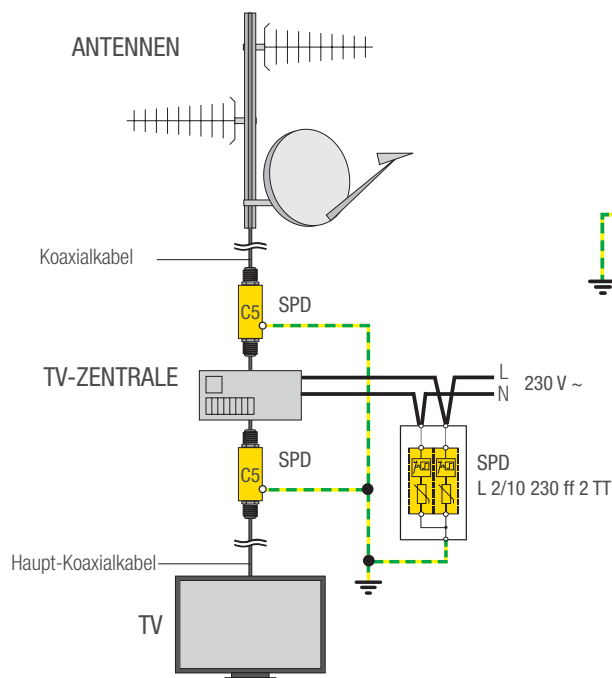 ANTENNEN
Koaxialkabel
C5
SPD
TV-ZENTRALE
L
N
230 V ~
C5
SPD
SPD
L 2/10 230 ff 2 TT
Haupt-Koaxialkabel
TV